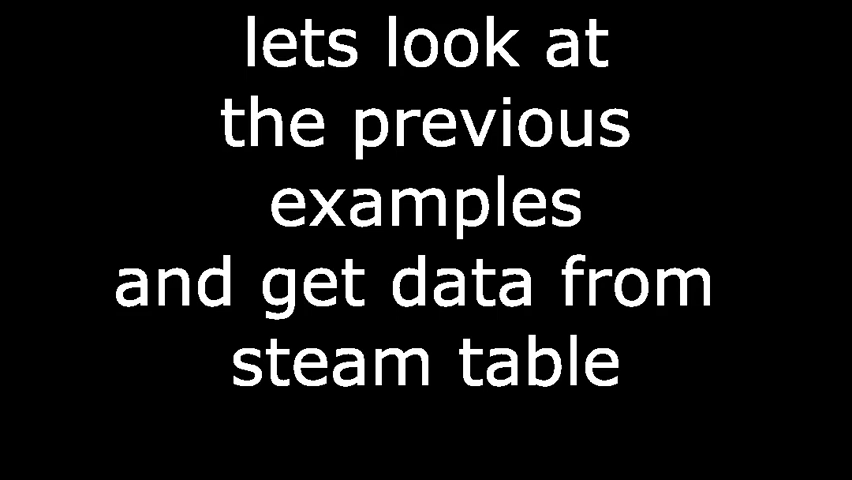 lets look at
the previous
examples
and get data from
steam table